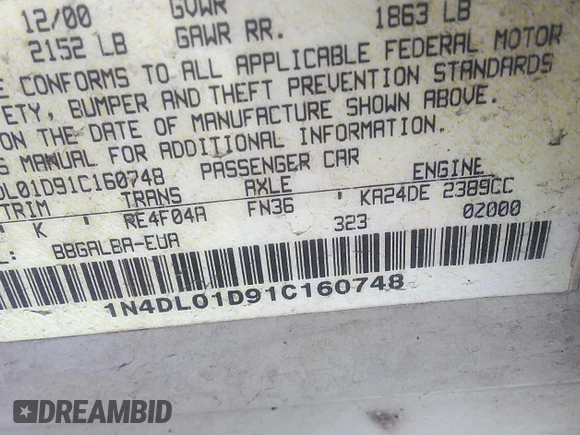 12/00 GVWR
2152 LB GAWR RR. 1863 LB
E CONFORMS TO ALL APPLICABLE FEDERAL MOTOR
ETY, BUMPER AND THEFT PREVENTION STANDARDS
ON THE DATE OF MANUFACTURE SHOWN ABOVE.
S MANUAL FOR ADDITIONAL INFORMATION.
DL01D91C160748 PASSENGER CAR
TRIM TRANS AXLE ENGINE
K RE4F04A FN36 KA24DE 2389CC
BBGALBA-EUA 323 0Z000
1N4DL01D91C160748
DREAMBID